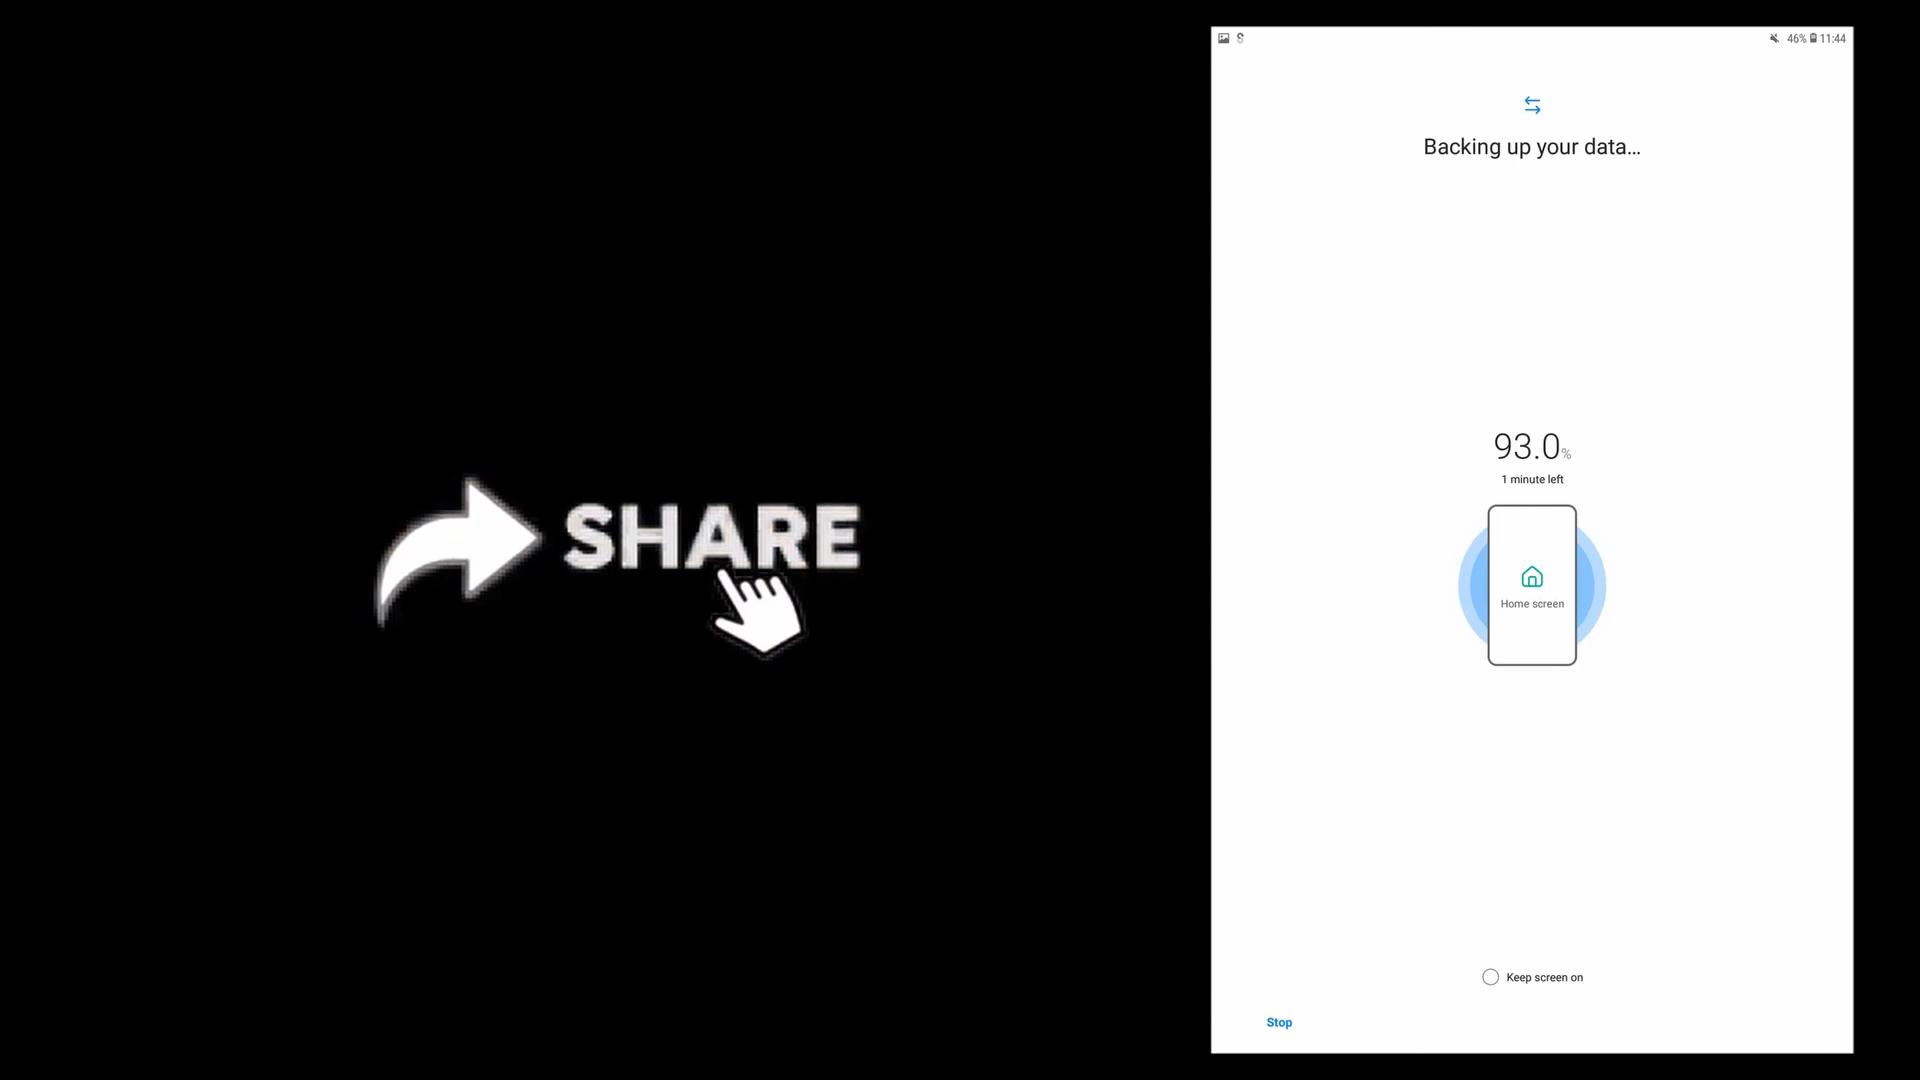 SHARE
46% 11:44
Backing up your data...
93.0%
1 minute left
Home screen
Keep screen on
Stop